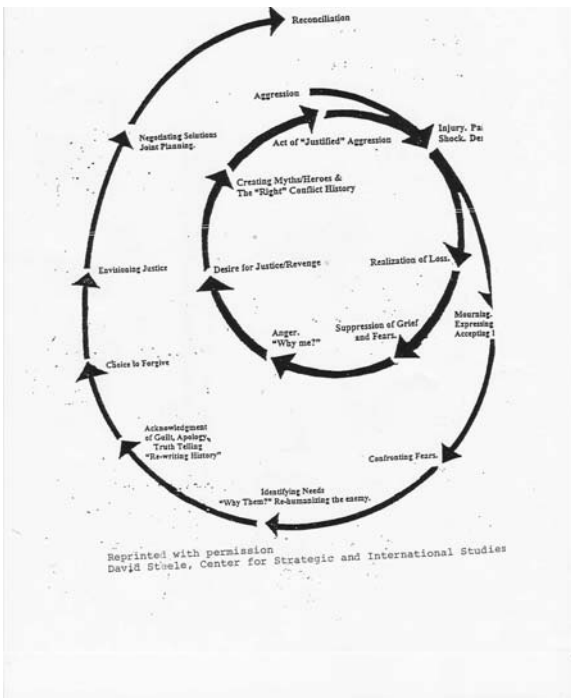 Reconciliation
Aggression
Injury.
Shock.
Negotiating Solutions
Joint Planning.
Act of "Justified" Aggression
Creating Myths/Heroes &
The "Right" Conflict History
Envisioning Justice
Desire for Justice/Revenge
Realization of Loss.
Mourning.
Expressing
Accepting
Suppression of Grief
and Fears.
Anger.
"Why me?"
Choice to Forgive
Acknowledgment
of Guilt, Apology,
Truth Telling
"Re-writing History"
Confronting Fears.
Identifying Needs
"Why Them?" Re-humanizing the enemy.
Reprinted with permission
David Steele, Center for Strategic and International Studies